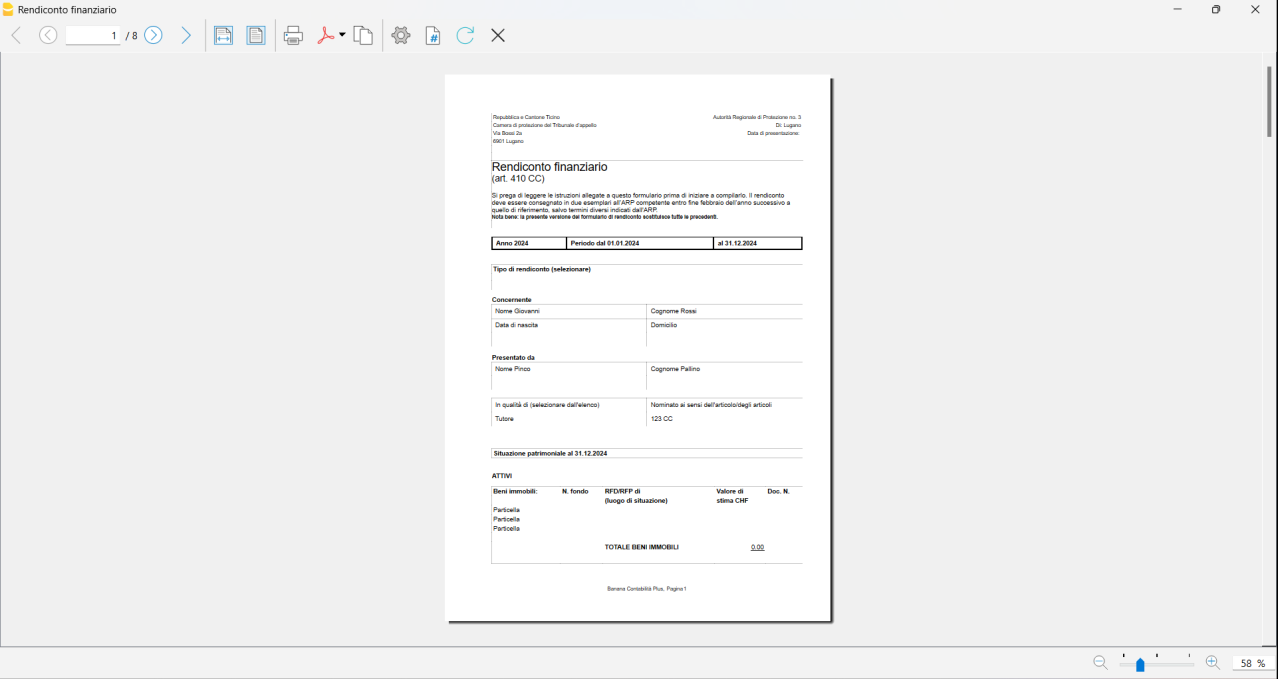 Rendiconto finanziario
1 / 8
Repubblica e Cantone Ticino
Camera di protezione del Tribunale d'appello
Via Bossi 2a
6901 Lugano
Autorità Regionale di Protezione no. 3
Di: Lugano
Data di presentazione:
Rendiconto finanziario
(art. 410 CC)
Si prega di leggere le istruzioni allegate a questo formulario prima di iniziare a compilarlo. Il rendiconto
deve essere consegnato in due esemplari all'ARP competente entro fine febbraio dell'anno successivo a
quello di riferimento, salvo termini diversi indicati dall'ARP.
Nota bene: la presente versione del formulario di rendiconto sostituisce tutte le precedenti.
Anno 2024 Periodo dal 01.01.2024 al 31.12.2024
Tipo di rendiconto (selezionare)
Concernente
Nome Giovanni Cognome Rossi
Data di nascita Domicilio
Presentato da
Nome Pinco Cognome Pallino
In qualità di (selezionare dall'elenco) Nominato ai sensi dell'articolo/degli articoli
Tutore 123 CC
Situazione patrimoniale al 31.12.2024
ATTIVI
Beni immobili: N. fondo RFD/RFP di Valore di Doc. N.
(luogo di situazione) stima CHF
Particella
Particella
Particella
TOTALE BENI IMMOBILI 0.00
Banana Contabilità Plus, Pagina 1
58 %